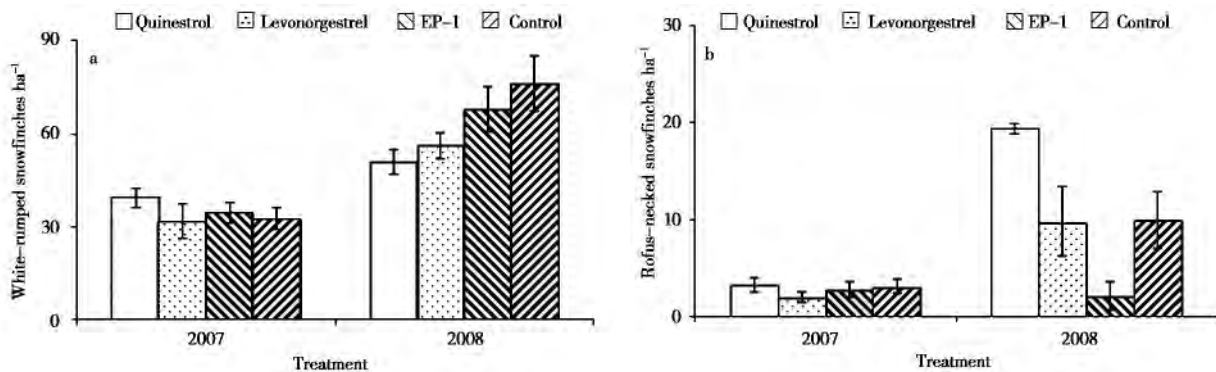 Quinestrol Levonorgestrel EP-1 Control
a
White-rumped snowfinches ha⁻¹
90
60
30
0
2007 2008
Treatment
Quinestrol Levonorgestrel EP-1 Control
b
Rofus-necked snowfinches ha⁻¹
30
20
10
0
2007 2008
Treatment